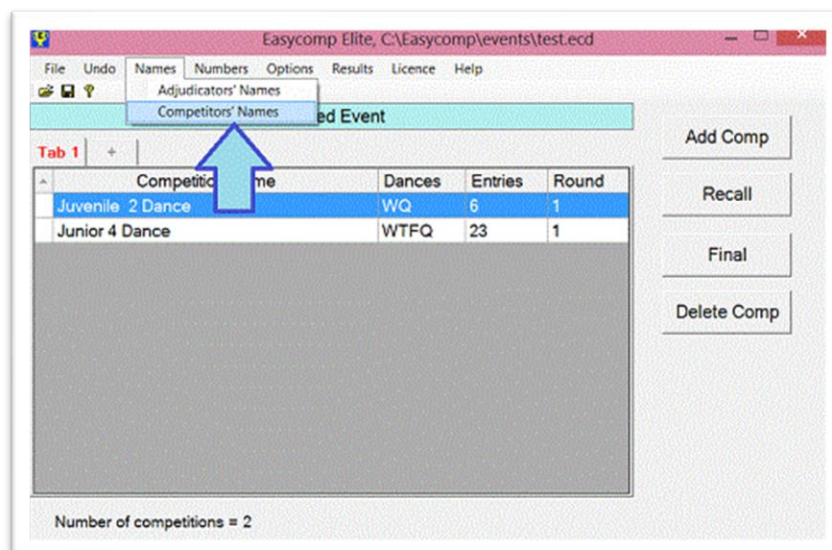 Easycomp Elite, C:\Easycomp\events\test.ecd
File Undo Names Numbers Options Results Licence Help
Adjudicators' Names
Competitors' Names
ed Event
Tab 1 +
Competitio me Dances Entries Round
Juvenile 2 Dance WQ 6 1
Junior 4 Dance WTFQ 23 1
Add Comp
Recall
Final
Delete Comp
Number of competitions = 2